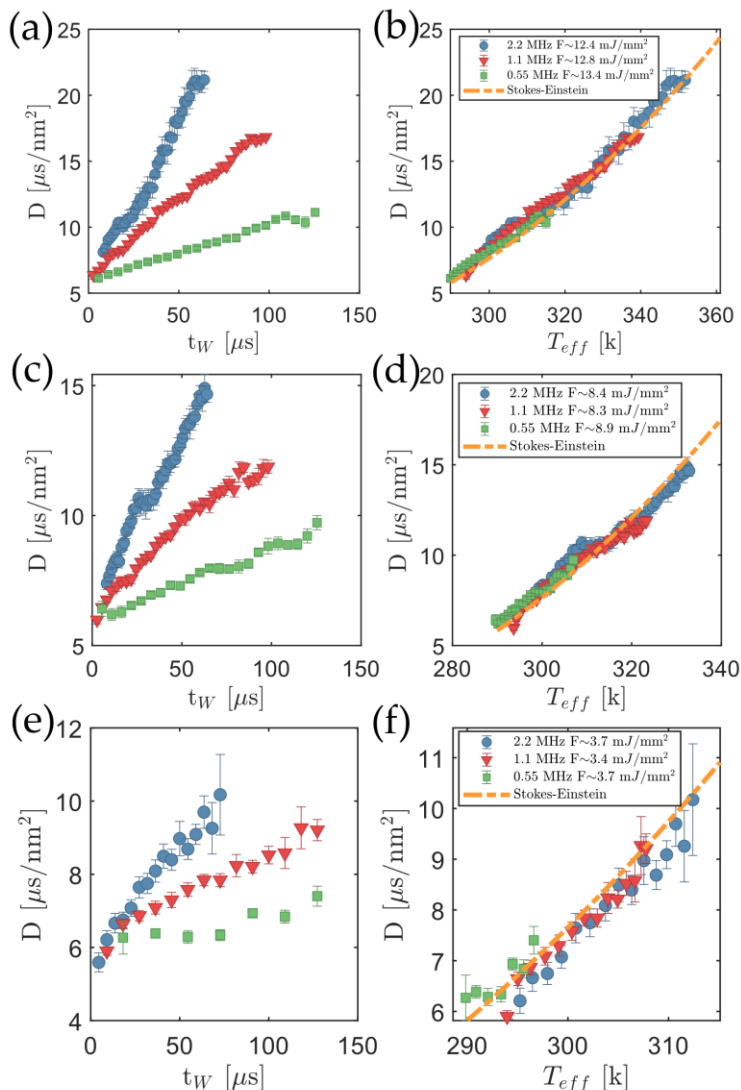 (a)
25
20
15
10
5
D [μs/nm²]
0
50
100
150
t_W [μs]
(b)
2.2 MHz F~12.4 mJ/mm²
1.1 MHz F~12.8 mJ/mm²
0.55 MHz F~13.4 mJ/mm²
Stokes-Einstein
25
20
15
10
5
D [μs/nm²]
300
320
340
360
T_eff [k]
(c)
15
10
5
D [μs/nm²]
0
50
100
150
t_W [μs]
(d)
2.2 MHz F~8.4 mJ/mm²
1.1 MHz F~8.3 mJ/mm²
0.55 MHz F~8.9 mJ/mm²
Stokes-Einstein
20
15
10
5
D [μs/nm²]
280
300
320
340
T_eff [k]
(e)
12
10
8
6
4
D [μs/nm²]
0
50
100
150
t_W [μs]
(f)
2.2 MHz F~3.7 mJ/mm²
1.1 MHz F~3.4 mJ/mm²
0.55 MHz F~3.7 mJ/mm²
Stokes-Einstein
11
10
9
8
7
6
D [μs/nm²]
290
300
310
T_eff [k]